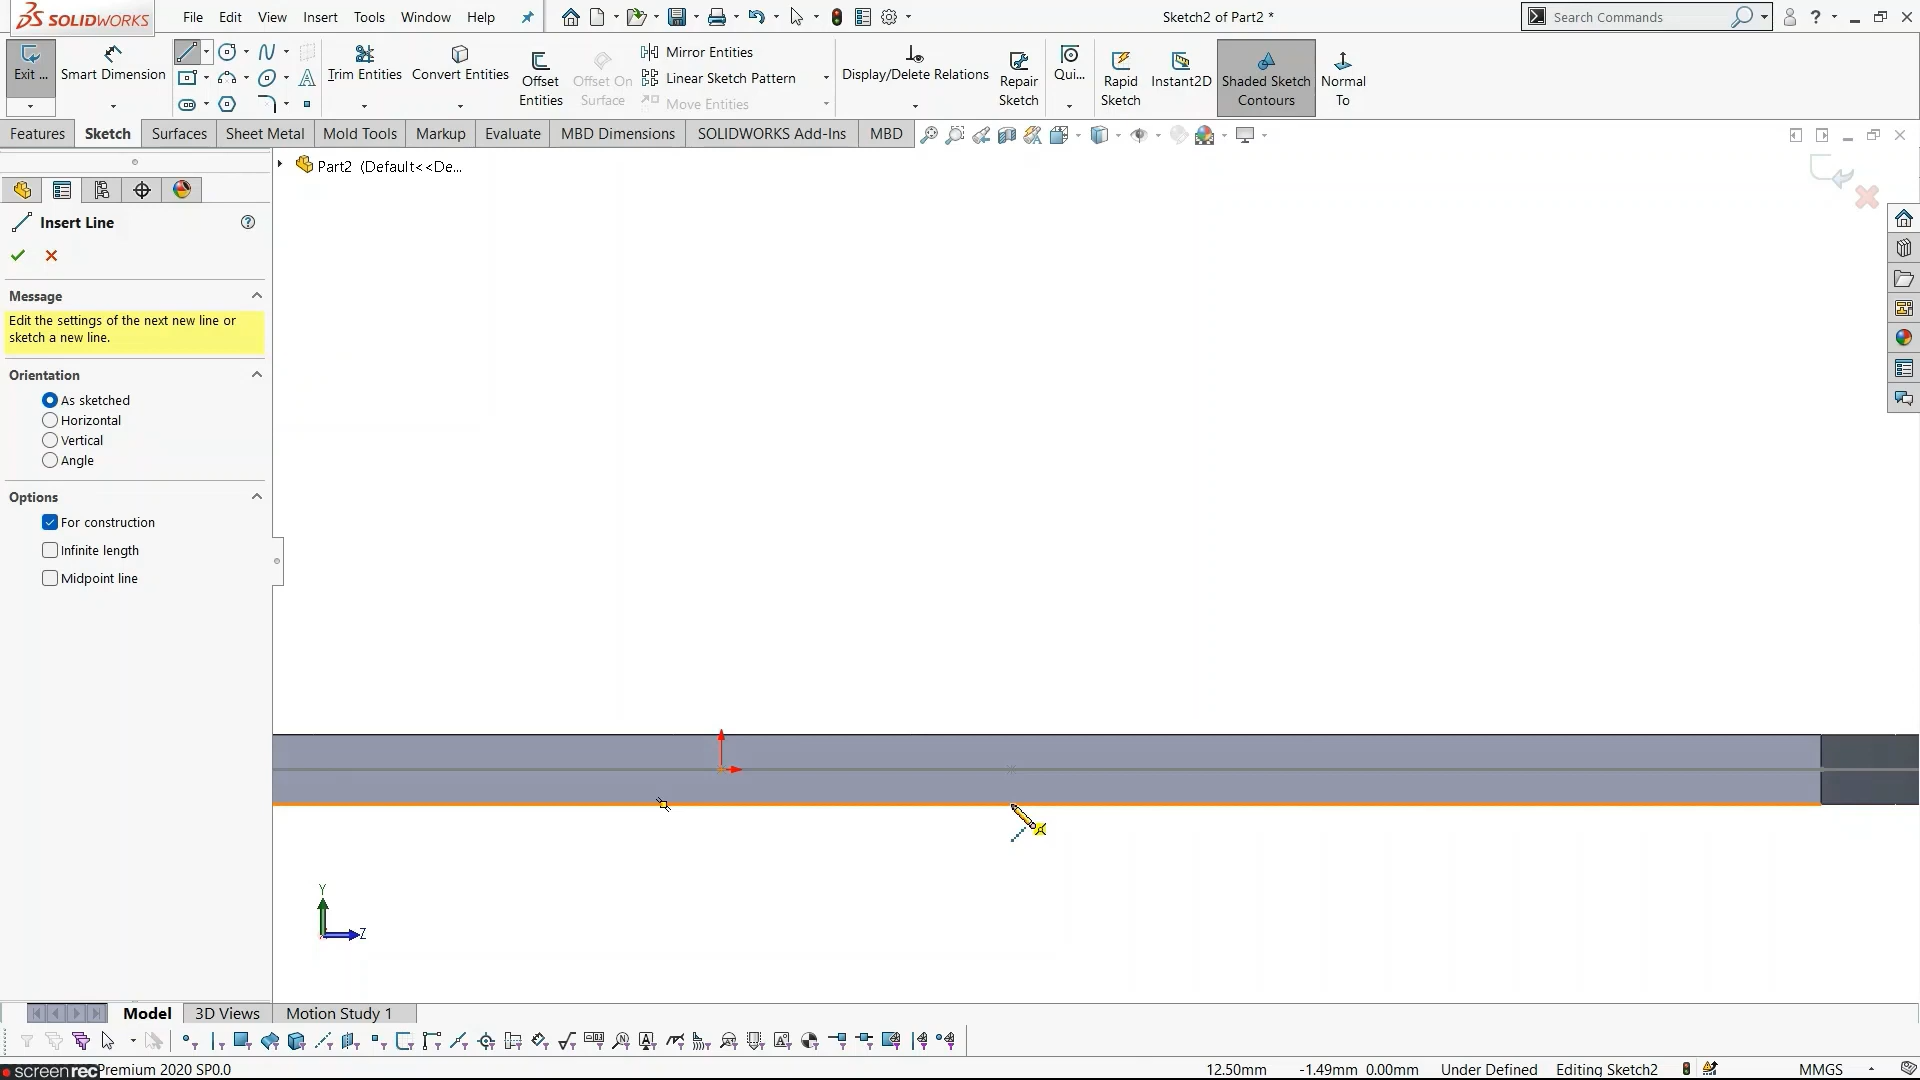 SOLIDWORKS
File Edit View Insert Tools Window Help
Sketch2 of Part2 *
Search Commands
Exit ...
Smart Dimension
Trim Entities
Convert Entities
Offset Entities
Offset On Surface
Mirror Entities
Linear Sketch Pattern
Move Entities
Display/Delete Relations
Repair Sketch
Qui...
Rapid Sketch
Instant2D
Shaded Sketch Contours
Normal To
Features Sketch Surfaces Sheet Metal Mold Tools Markup Evaluate MBD Dimensions SOLIDWORKS Add-Ins MBD
Part2 (Default<<De...
Insert Line
Message
Edit the settings of the next new line or
sketch a new line.
Orientation
As sketched
Horizontal
Vertical
Angle
Options
For construction
Infinite length
Midpoint line
Y
Z
Model 3D Views Motion Study 1
screenrec Premium 2020 SP0.0
12.50mm -1.49mm 0.00mm Under Defined Editing Sketch2 MMGS